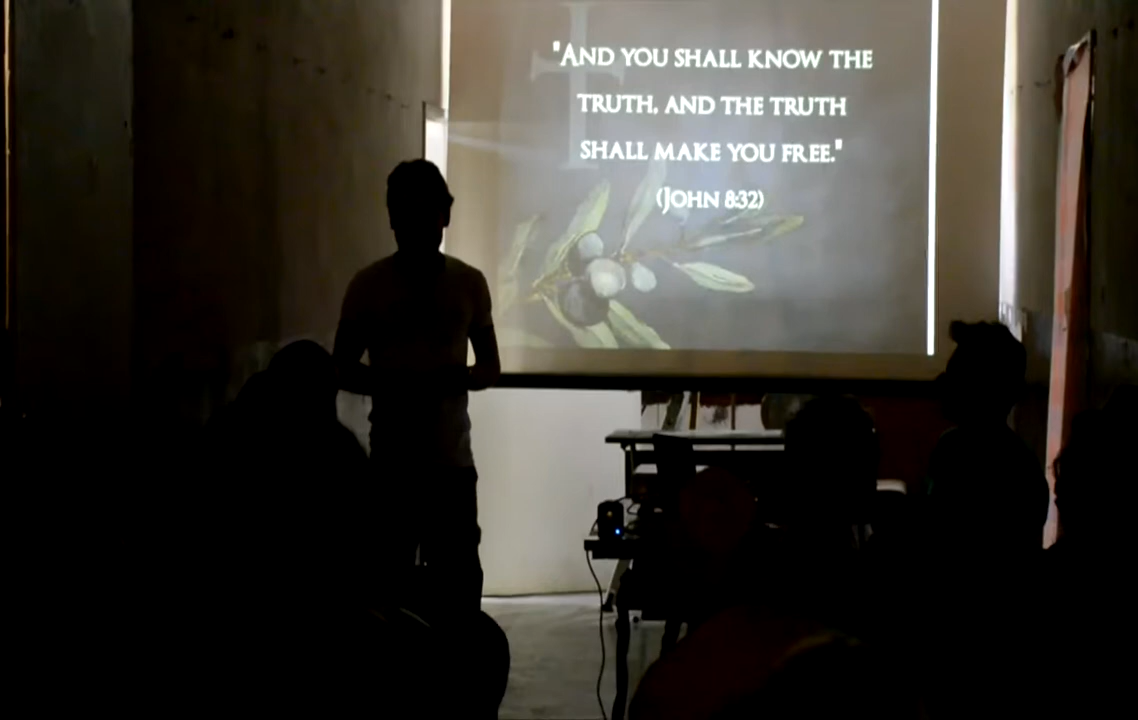 "AND YOU SHALL KNOW THE
TRUTH, AND THE TRUTH
SHALL MAKE YOU FREE."
(JOHN 8:32)